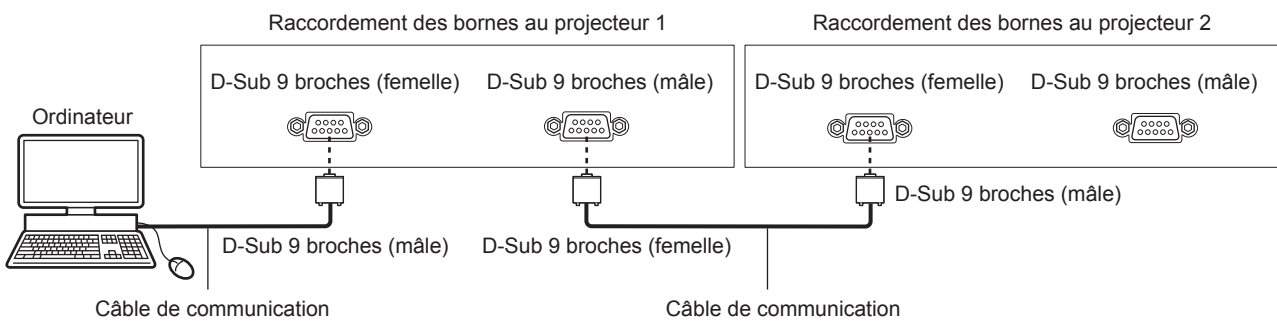 Raccordement des bornes au projecteur 1
Raccordement des bornes au projecteur 2
D-Sub 9 broches (femelle)
D-Sub 9 broches (mâle)
D-Sub 9 broches (femelle)
D-Sub 9 broches (mâle)
Ordinateur
D-Sub 9 broches (mâle)
D-Sub 9 broches (mâle)
D-Sub 9 broches (femelle)
Câble de communication
Câble de communication